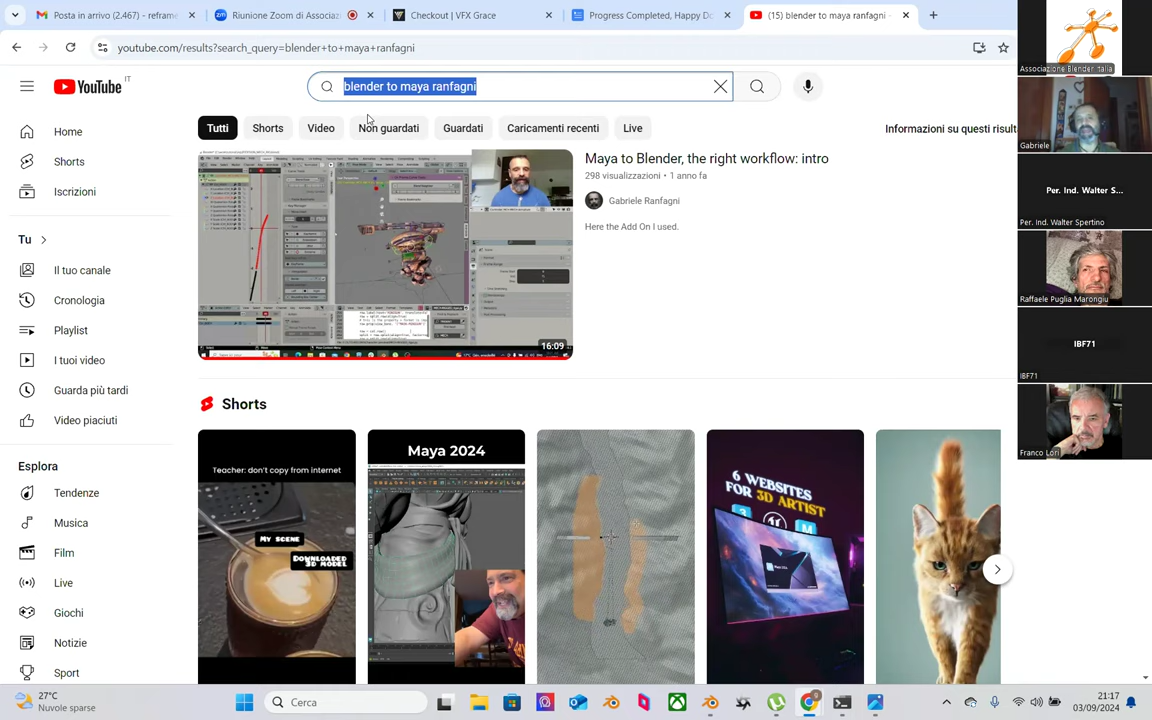 Posta in arrivo (2.467) - reframe
Riunione Zoom di Associaz
Checkout | VFX Grace
Progress Completed, Happy Do
(15) blender to maya ranfagni -
youtube.com/results?search_query=blender+to+maya+ranfagni
Associazione Blender Italia
YouTube IT
blender to maya ranfagni
Tutti
Shorts
Video
Non guardati
Guardati
Caricamenti recenti
Live
Informazioni su questi risult
Home
Shorts
Iscrizioni
Tu
Il tuo canale
Cronologia
Playlist
I tuoi video
Guarda più tardi
Video piaciuti
Esplora
Tendenze
Musica
Film
Live
Giochi
Notizie
Sport
16:09
Maya to Blender, the right workflow: intro
298 visualizzazioni • 1 anno fa
Gabriele Ranfagni
Here the Add On I used.
Shorts
Teacher: don't copy from internet
MY SCENE
DOWNLOADED
3D MODEL
Maya 2024
6 WEBSITES
FOR 3D ARTIST
Gabriele
Per. Ind. Walter S...
Per. Ind. Walter Spertino
Raffaele Puglia Marongiu
IBF71
IBF71
Franco Lori
27°C
Nuvole sparse
Cerca
21:17
03/09/2024